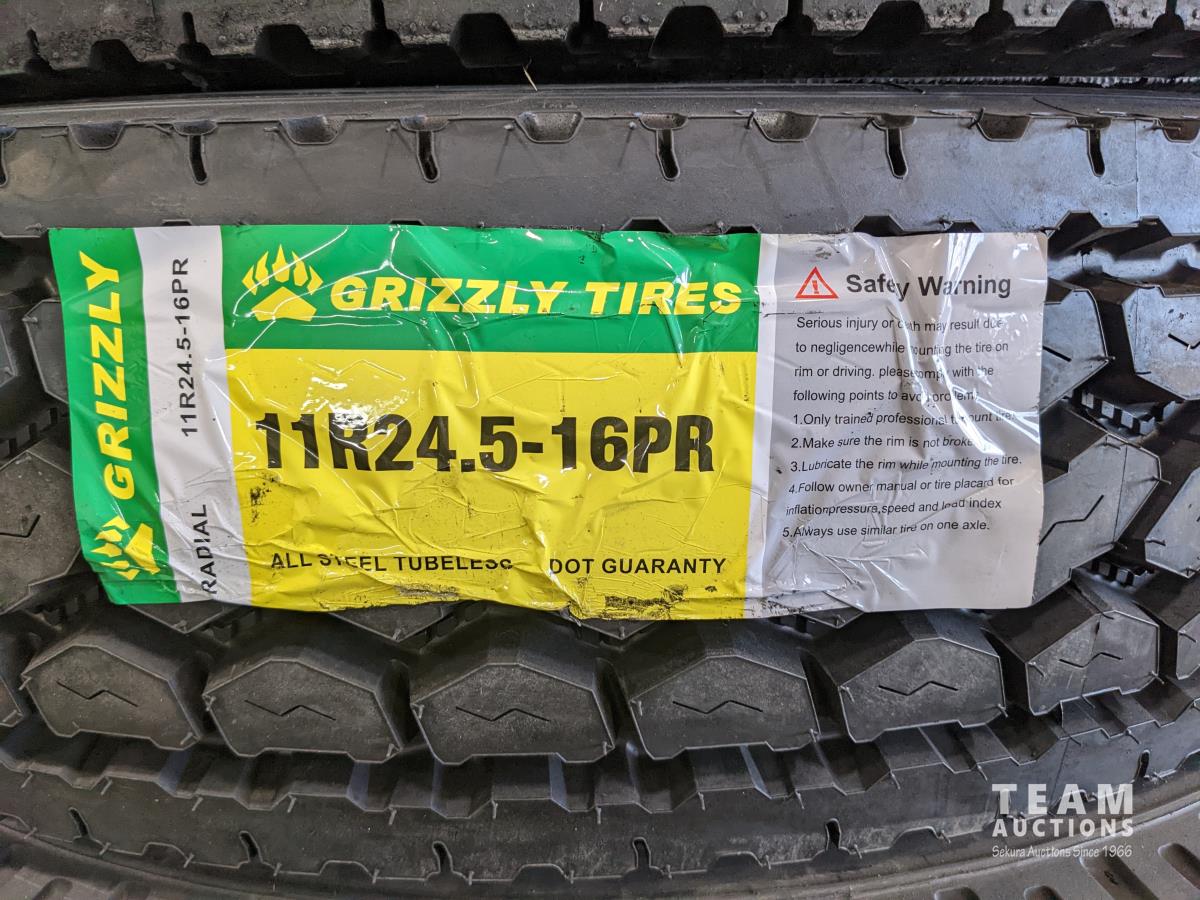 GRIZZLY
11R24.5-16PR
RADIAL
GRIZZLY TIRES
11R24.5-16PR
ALL STEEL TUBELESS DOT GUARANTY
Safety Warning
Serious injury or may result due
to negligencewhile the tire on
rim or driving. with the
following points to
1.Only trained professional
2.Make sure the rim is not
3.Lubricate the rim while mounting the tire.
4.Follow owner manual or tire placard for
inflationpressura,speed and load index
5.Always use similar tire on one axle.
TEAM
AUCTIONS
Sekura Auctions Since 1966